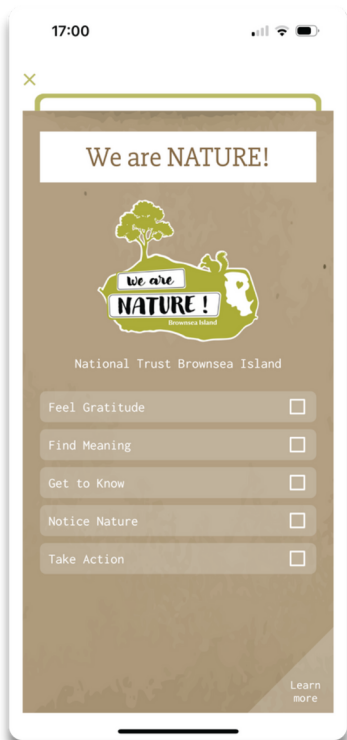 17:00
We are NATURE!
We are
NATURE !
Brownsea Island
National Trust Brownsea Island
Feel Gratitude
Find Meaning
Get to Know
Notice Nature
Take Action
Learn
more